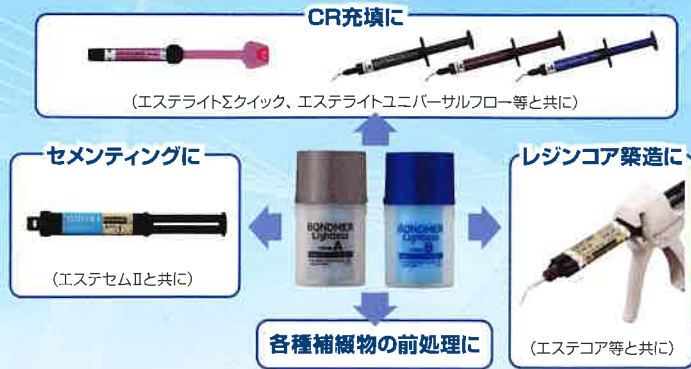 CR充填に
(エステライトΣクイック、エステライトユニバーサルフロー等と共に)
セメンティングに
(エステセムⅡと共に)
BONDMER
Lightless
A
BONDMER
Lightless
B
レジンコア築造に
(エステコア等と共に)
各種補綴物の前処理に